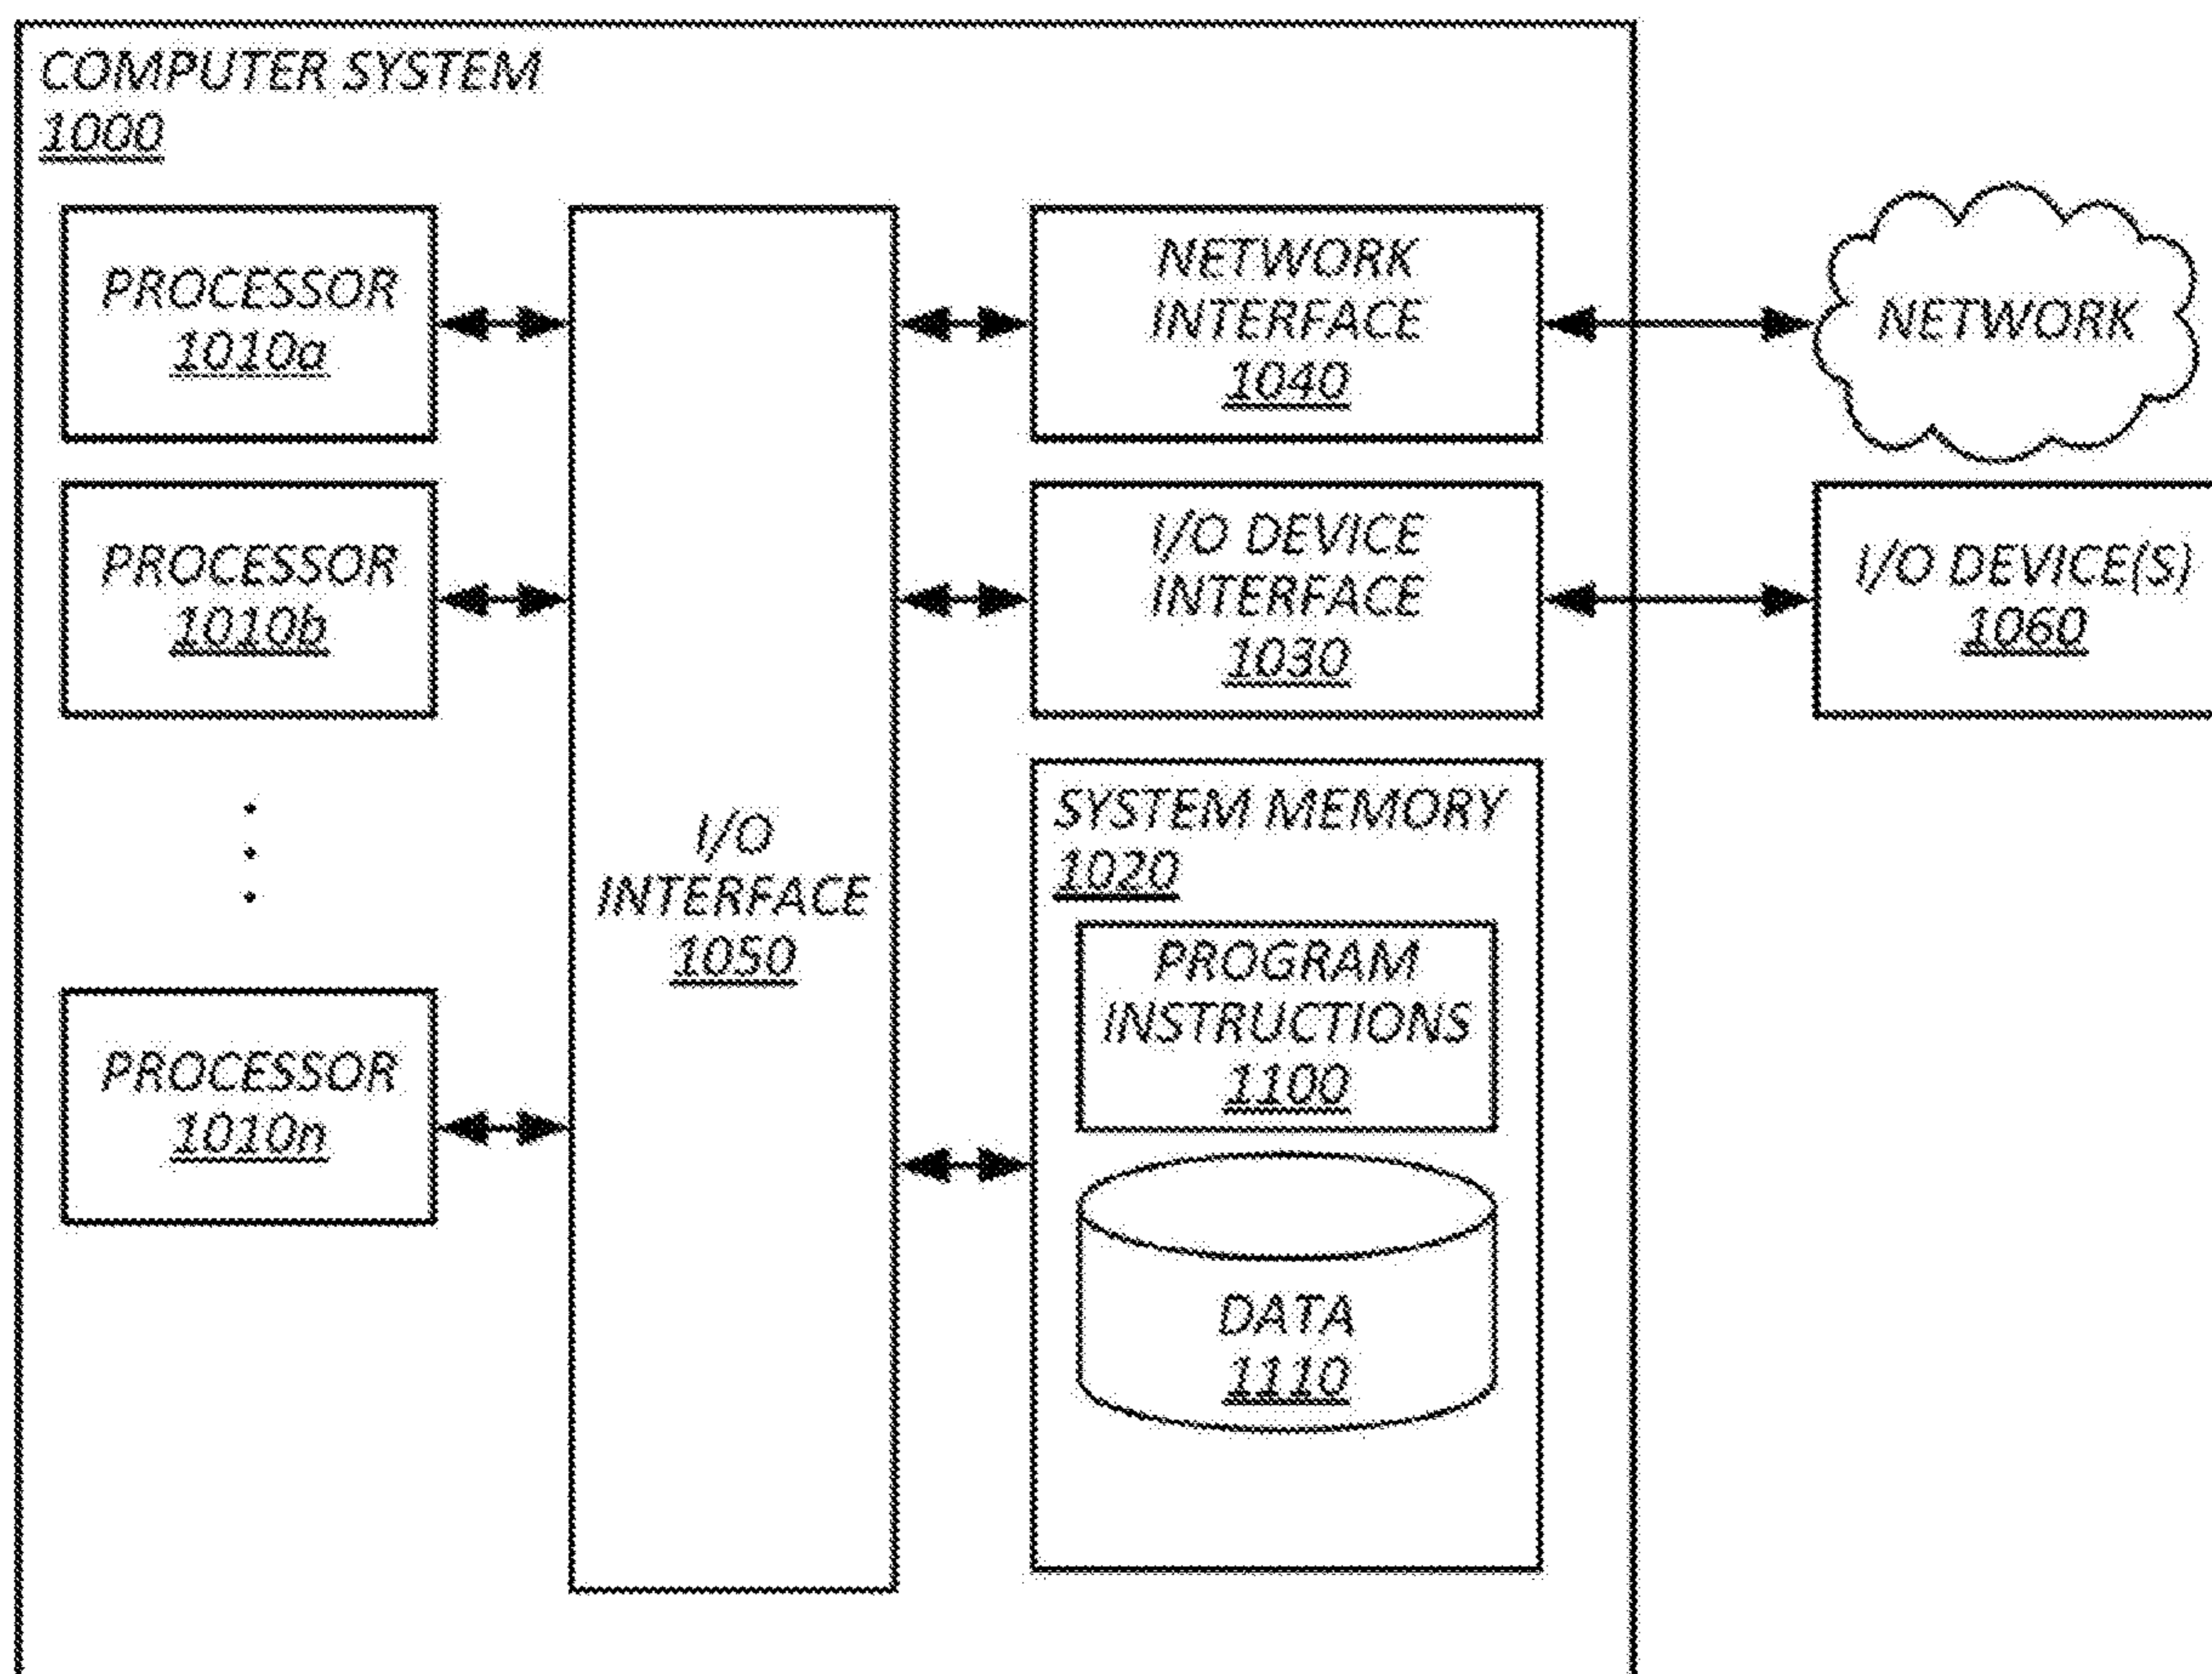 COMPUTER SYSTEM
1000
PROCESSOR
1010a
PROCESSOR
1010b
PROCESSOR
1010n
I/O
INTERFACE
1050
NETWORK
INTERFACE
1040
I/O DEVICE
INTERFACE
1030
SYSTEM MEMORY
1020
PROGRAM
INSTRUCTIONS
1100
DATA
1110
NETWORK
I/O DEVICE(S)
1060